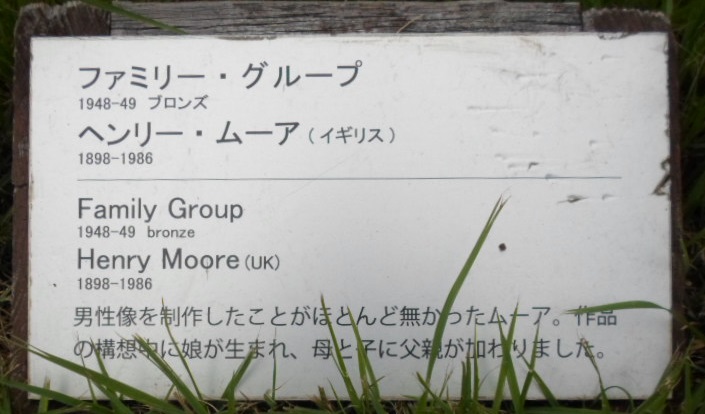 ファミリー・グループ
1948-49 ブロンズ
ヘンリー・ムーア（イギリス）
1898-1986
Family Group
1948-49 bronze
Henry Moore (UK)
1898-1986
男性像を制作したことがほとんど無かったムーア。作品
の構想中に娘が生まれ、母と子に父親が加わりました。